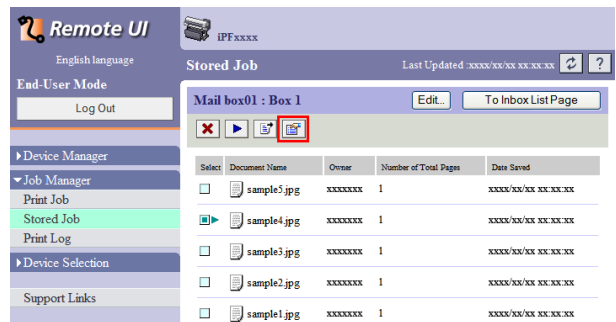 Remote UI
English language
End-User Mode
Log Out
Device Manager
Job Manager
Print Job
Stored Job
Print Log
Device Selection
Support Links
iPFxxxx
Stored Job Last Updated :xxxx/xx/xx xx:xx:xx ?
Mail box01 : Box 1 Edit... To Inbox List Page
Select Document Name Owner Number of Total Pages Date Saved
sample5.jpg xxxxxxx 1 xxxx/xx/xx xx:xx:xx
sample4.jpg xxxxxxx 1 xxxx/xx/xx xx:xx:xx
sample3.jpg xxxxxxx 1 xxxx/xx/xx xx:xx:xx
sample2.jpg xxxxxxx 1 xxxx/xx/xx xx:xx:xx
sample1.jpg xxxxxxx 1 xxxx/xx/xx xx:xx:xx